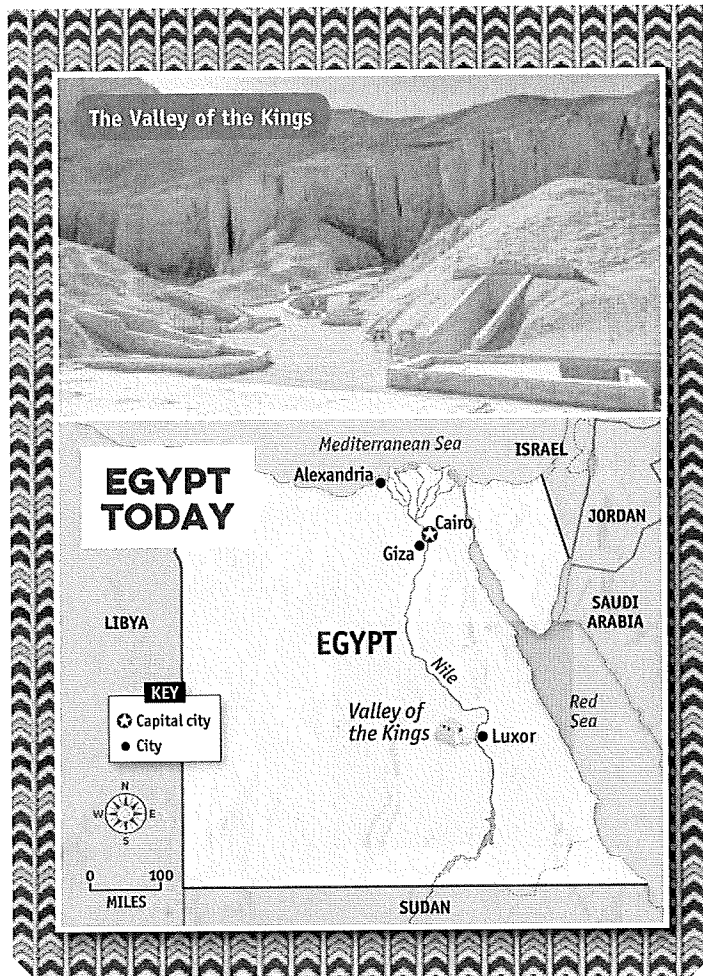 The Valley of the Kings
EGYPT
TODAY
Mediterranean Sea
ISRAEL
Alexandria
JORDAN
Cairo
Giza
SAUDI
ARABIA
LIBYA
EGYPT
Nile
Red
Sea
KEY
Capital city
City
Valley of
the Kings
Luxor
N
W E
S
0 100
MILES
SUDAN